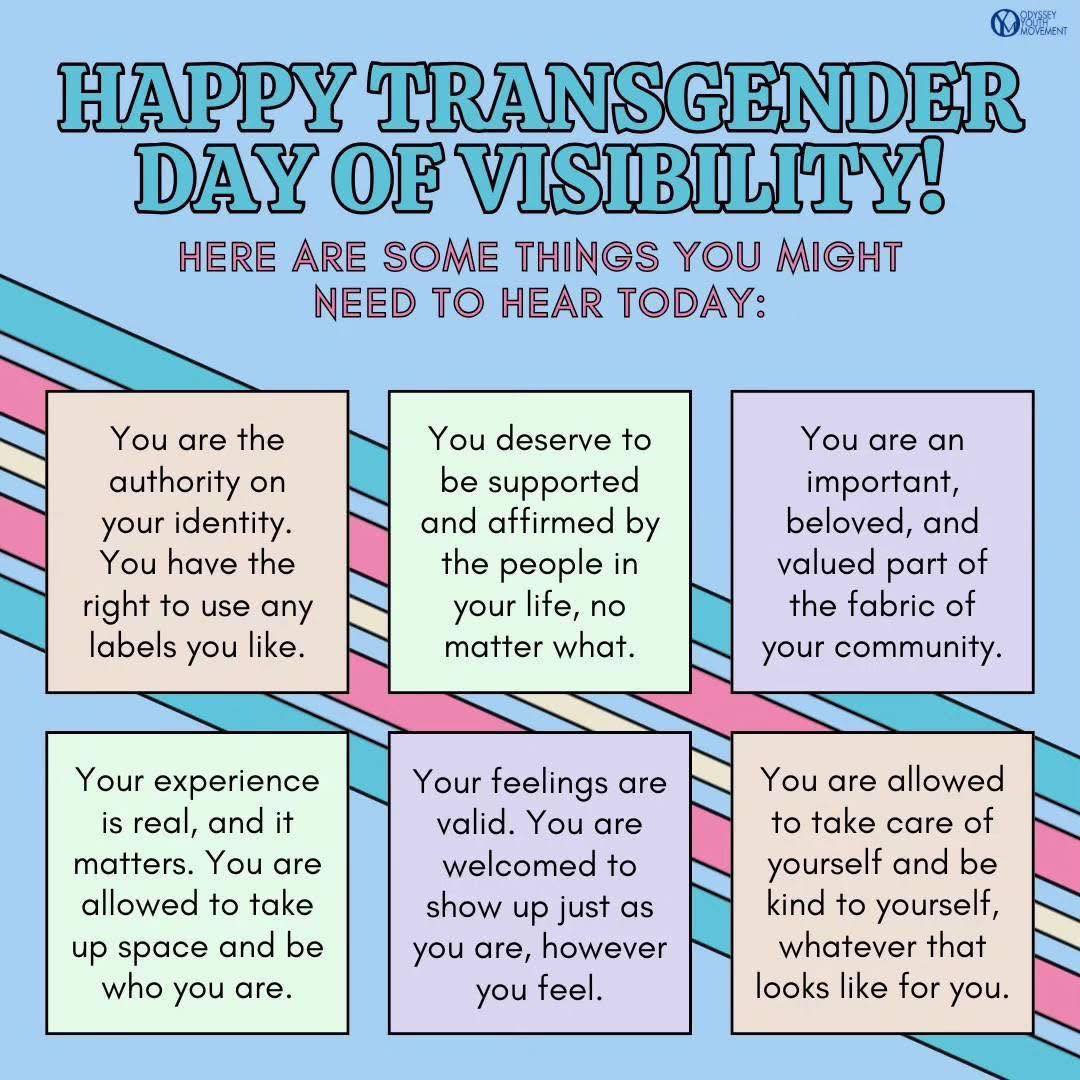 ODYSSEY
YOUTH
MOVEMENT
HAPPY TRANSGENDER
DAY OF VISIBILITY!
HERE ARE SOME THINGS YOU MIGHT
NEED TO HEAR TODAY:
You are the
authority on
your identity.
You have the
right to use any
labels you like.
You deserve to
be supported
and affirmed by
the people in
your life, no
matter what.
You are an
important,
beloved, and
valued part of
the fabric of
your community.
Your experience
is real, and it
matters. You are
allowed to take
up space and be
who you are.
Your feelings are
valid. You are
welcomed to
show up just as
you are, however
you feel.
You are allowed
to take care of
yourself and be
kind to yourself,
whatever that
looks like for you.